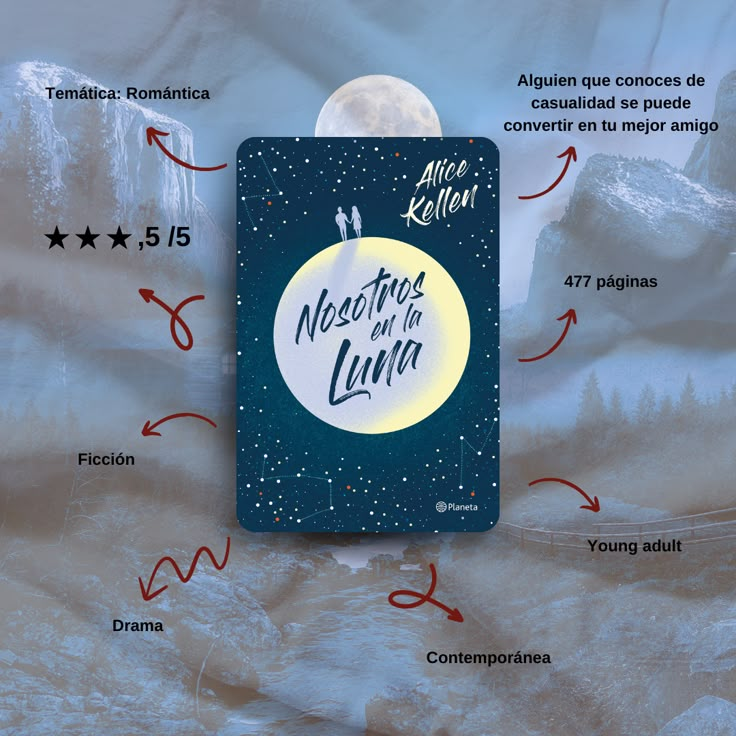 Temática: Romántica
Alguien que conoces de
casualidad se puede
convertir en tu mejor amigo
★★★,5 /5
Alice
Kellen
Nosotros
en la
Luna
477 páginas
Ficción
Planeta
Young adult
Drama
Contemporánea